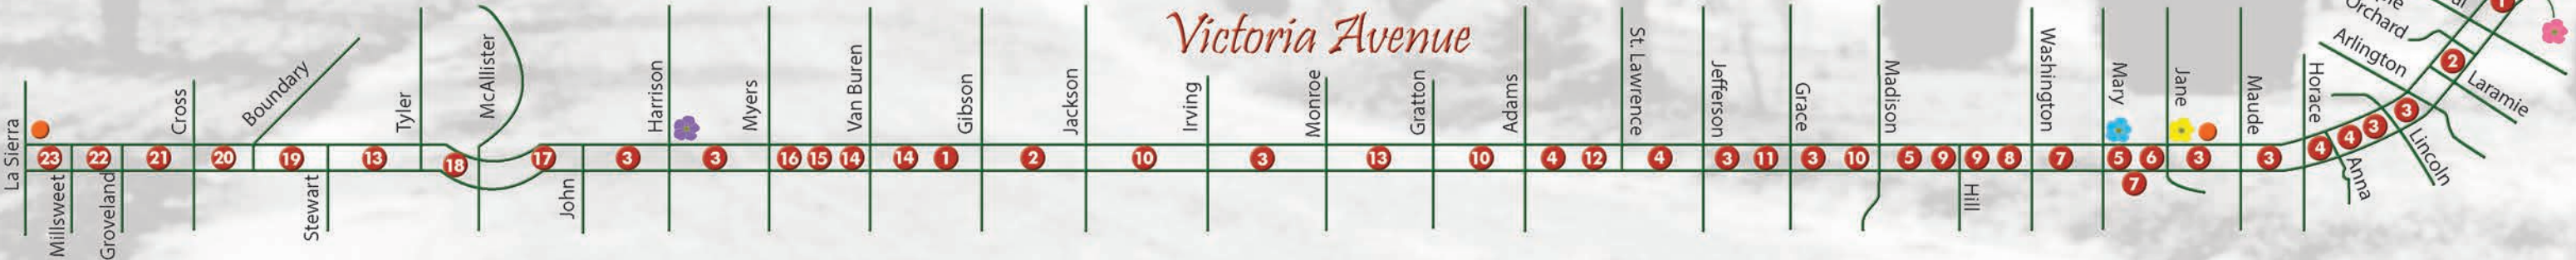 Victoria Avenue
La Sierra
Millsweet
Groveland
Cross
Boundary
Stewart
Tyler
McAllister
John
Harrison
Myers
Van Buren
Gibson
Jackson
Irving
Monroe
Gratton
Adams
St. Lawrence
Jefferson
Grace
Madison
Hill
Washington
Mary
Jane
Maude
Horace
Anna
Lincoln
Arlington
Orchard
Laramie
23 22 21 20 19 13 18 17 3 3 16 15 14 14 1 2 10 3 13 10 4 12 4 3 11 3 10 5 9 9 8 7 5 6 3 3 4 4 3 3 2 1
7